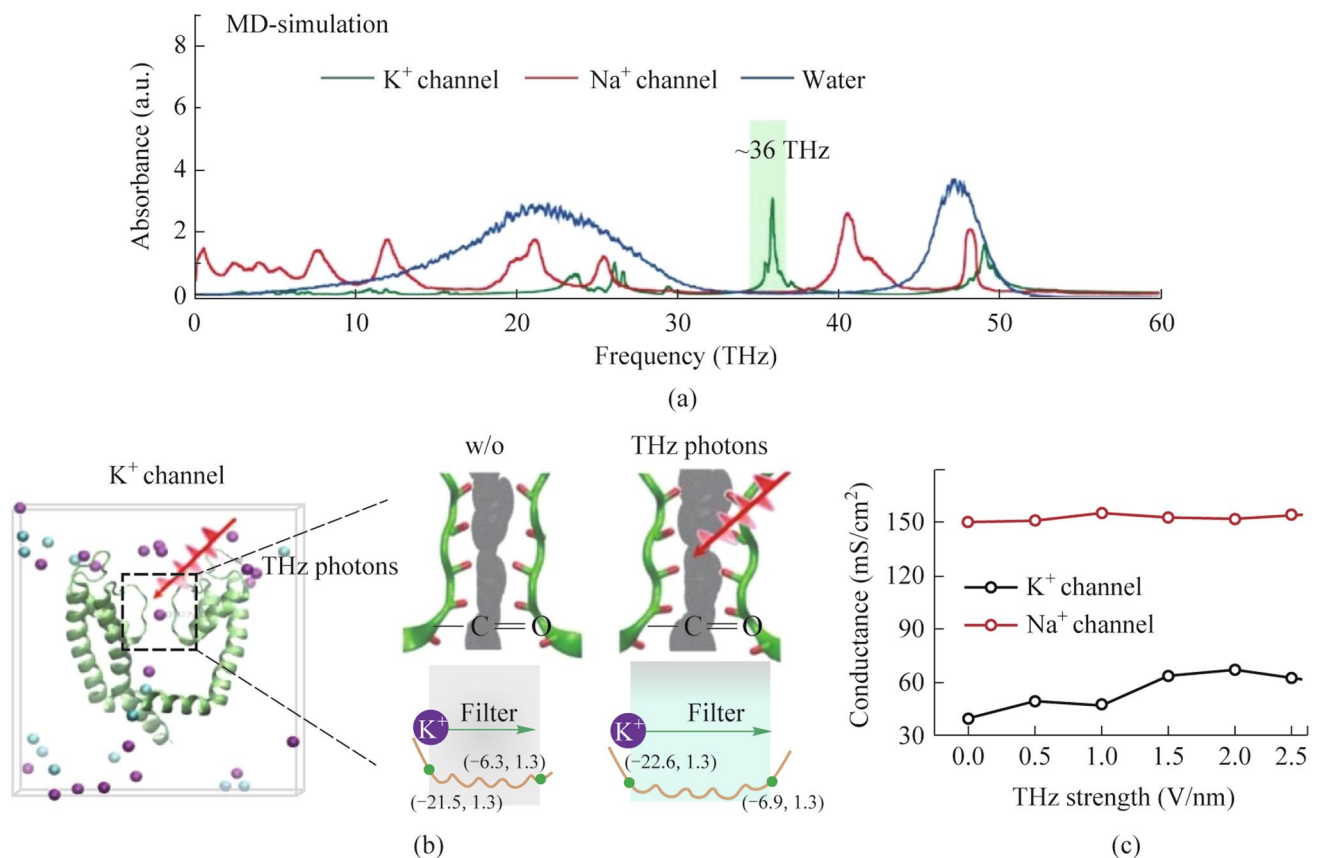 MD-simulation
K⁺ channel
Na⁺ channel
Water
~36 THz
Absorbance (a.u.)
8
6
4
2
0
0
10
20
30
40
50
60
Frequency (THz)
(a)
K⁺ channel
THz photons
w/o
THz photons
—C=O
—C=O
K⁺
Filter
(−6.3, 1.3)
(−21.5, 1.3)
K⁺
Filter
(−22.6, 1.3)
(−6.9, 1.3)
(b)
Conductance (mS/cm²)
150
120
90
60
30
K⁺ channel
Na⁺ channel
0.0
0.5
1.0
1.5
2.0
2.5
THz strength (V/nm)
(c)